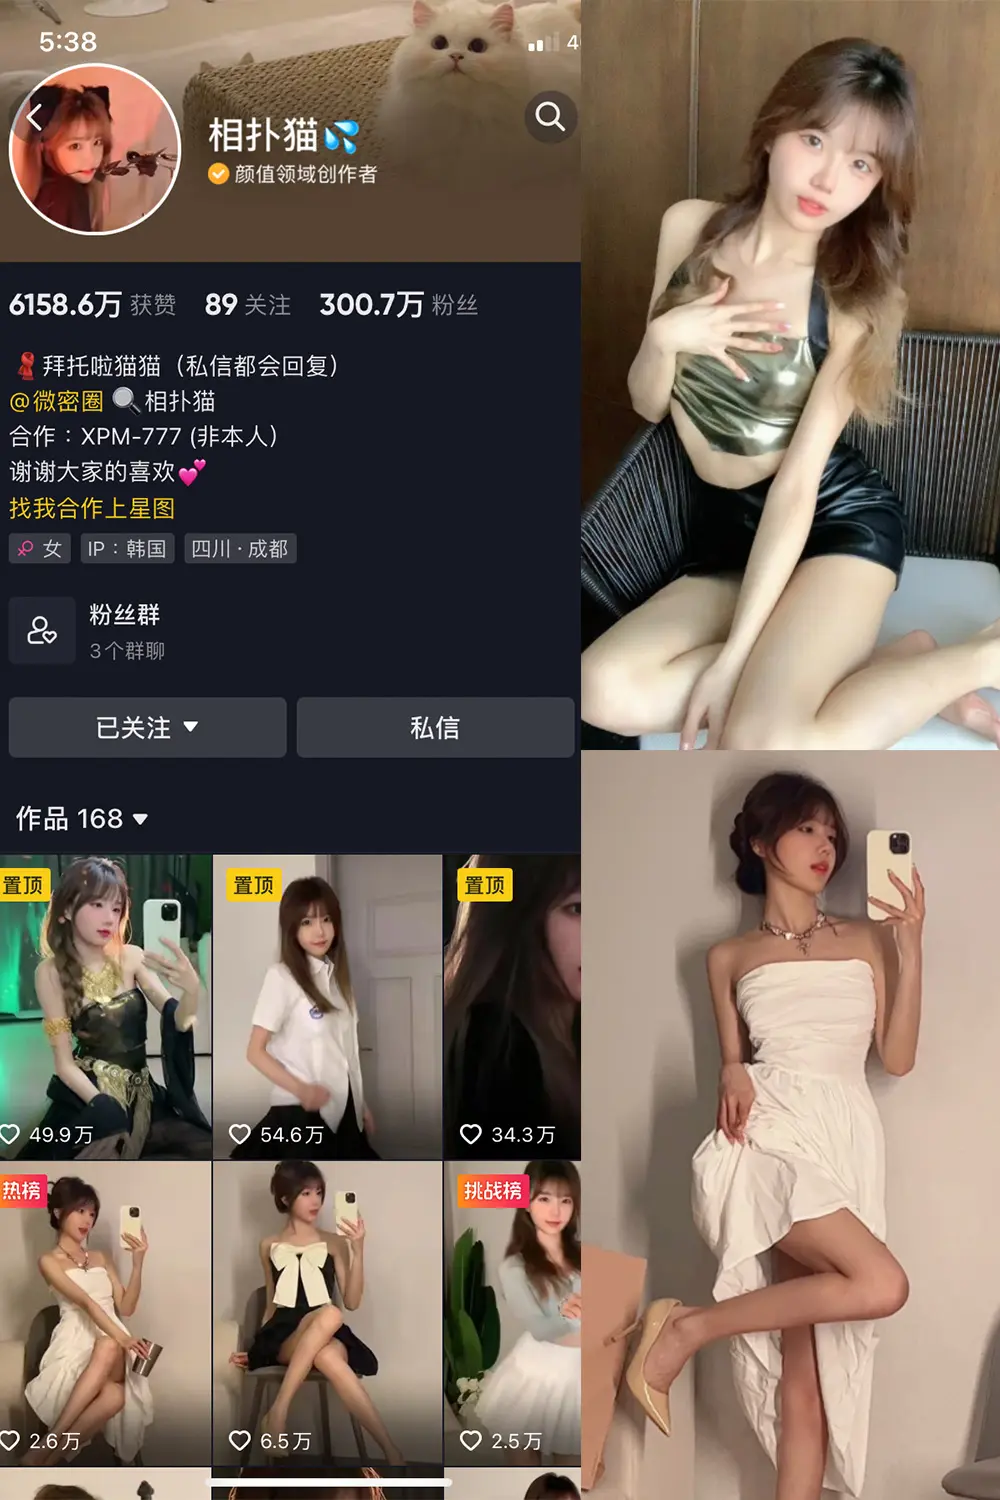 5:38
4
相扑猫💦
颜值领域创作者
6158.6万 获赞 89 关注 300.7万 粉丝
拜托啦猫猫（私信都会回复）
@微密圈 🔍相扑猫
合作：XPM-777 (非本人)
谢谢大家的喜欢💕
找我合作上星图
女 IP：韩国 四川·成都
粉丝群
3个群聊
已关注 私信
作品 168
置顶 置顶 置顶
49.9万 54.6万 34.3万
热榜 挑战榜
2.6万 6.5万 2.5万